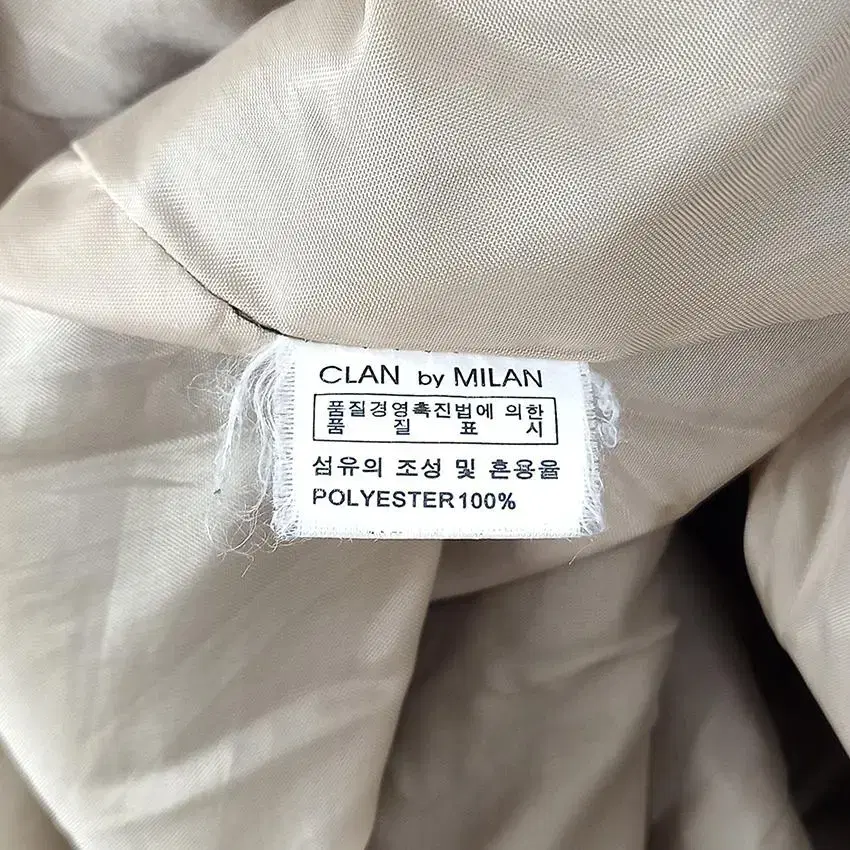 CLAN by MILAN
품질경영촉진법에 의한
품 질 표 시
섬유의 조성 및 혼용율
POLYESTER100%